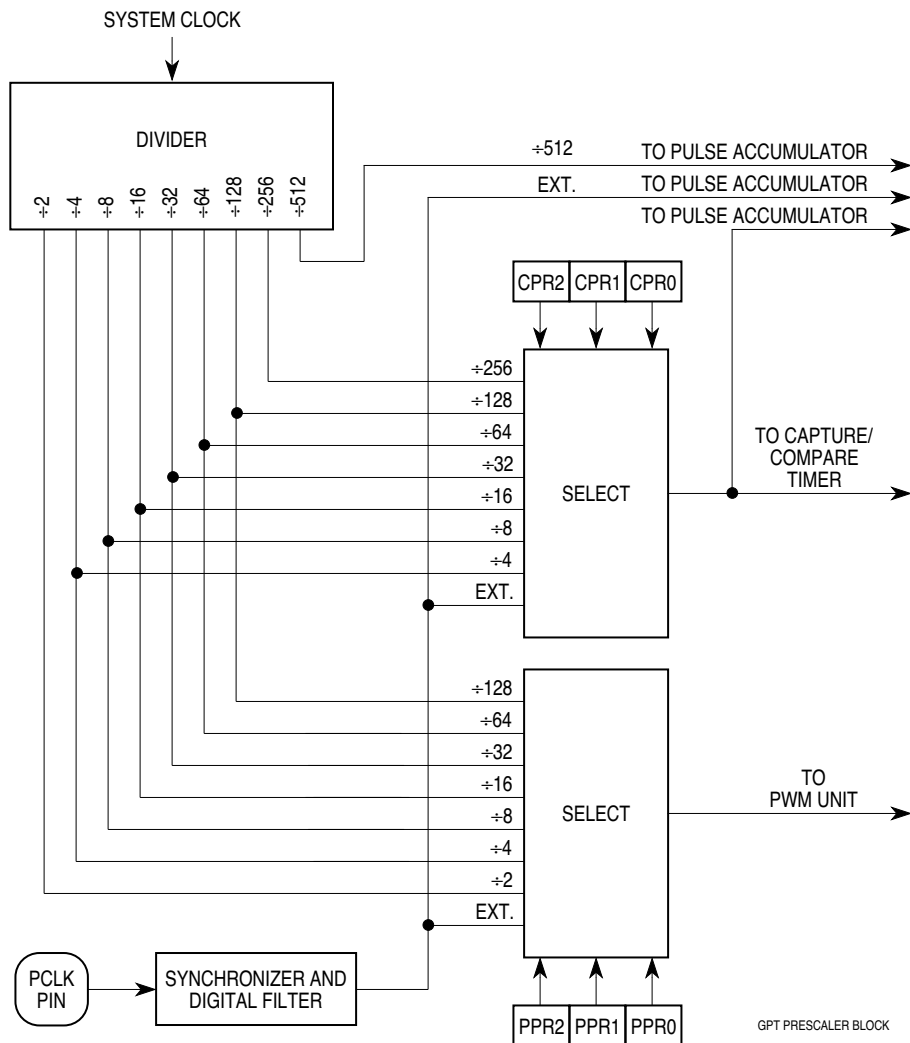 SYSTEM CLOCK
DIVIDER
÷2
÷4
÷8
÷16
÷32
÷64
÷128
÷256
÷512
÷512
TO PULSE ACCUMULATOR
EXT.
TO PULSE ACCUMULATOR
TO PULSE ACCUMULATOR
CPR2
CPR1
CPR0
÷256
÷128
÷64
÷32
÷16
÷8
÷4
EXT.
SELECT
TO CAPTURE/
COMPARE
TIMER
÷128
÷64
÷32
÷16
÷8
÷4
÷2
EXT.
SELECT
TO
PWM UNIT
PCLK
PIN
SYNCHRONIZER AND
DIGITAL FILTER
PPR2
PPR1
PPR0
GPT PRESCALER BLOCK